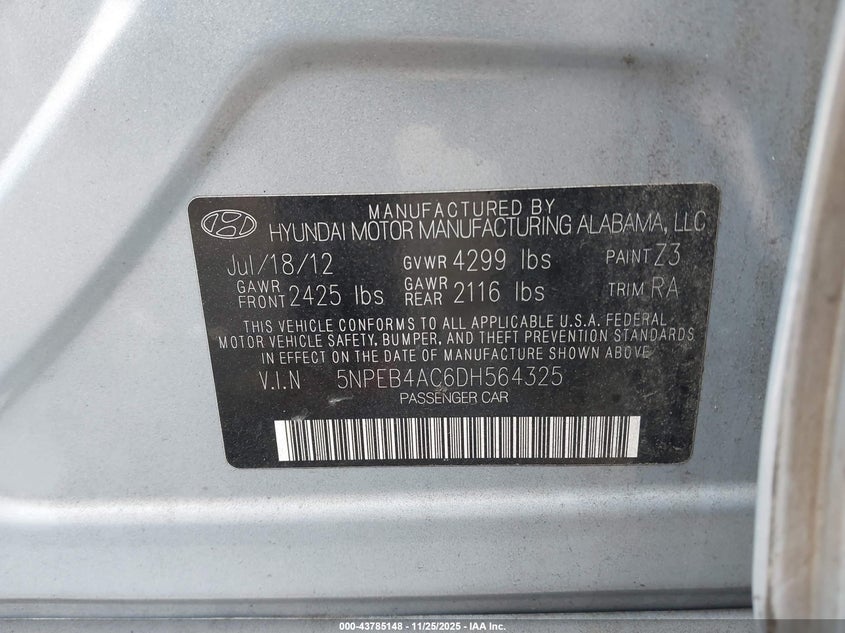 MANUFACTURED BY
HYUNDAI MOTOR MANUFACTURING ALABAMA, LLC
Jul/18/12 GVWR 4299 lbs PAINT Z3
GAWR FRONT 2425 lbs GAWR REAR 2116 lbs TRIM RA
THIS VEHICLE CONFORMS TO ALL APPLICABLE U.S.A. FEDERAL
MOTOR VEHICLE SAFETY, BUMPER, AND THEFT PREVENTION STANDARDS
IN EFFECT ON THE DATE OF MANUFACTURE SHOWN ABOVE
V.I.N 5NPEB4AC6DH564325
PASSENGER CAR
000-43785148 - 11/25/2025 - IAA Inc.